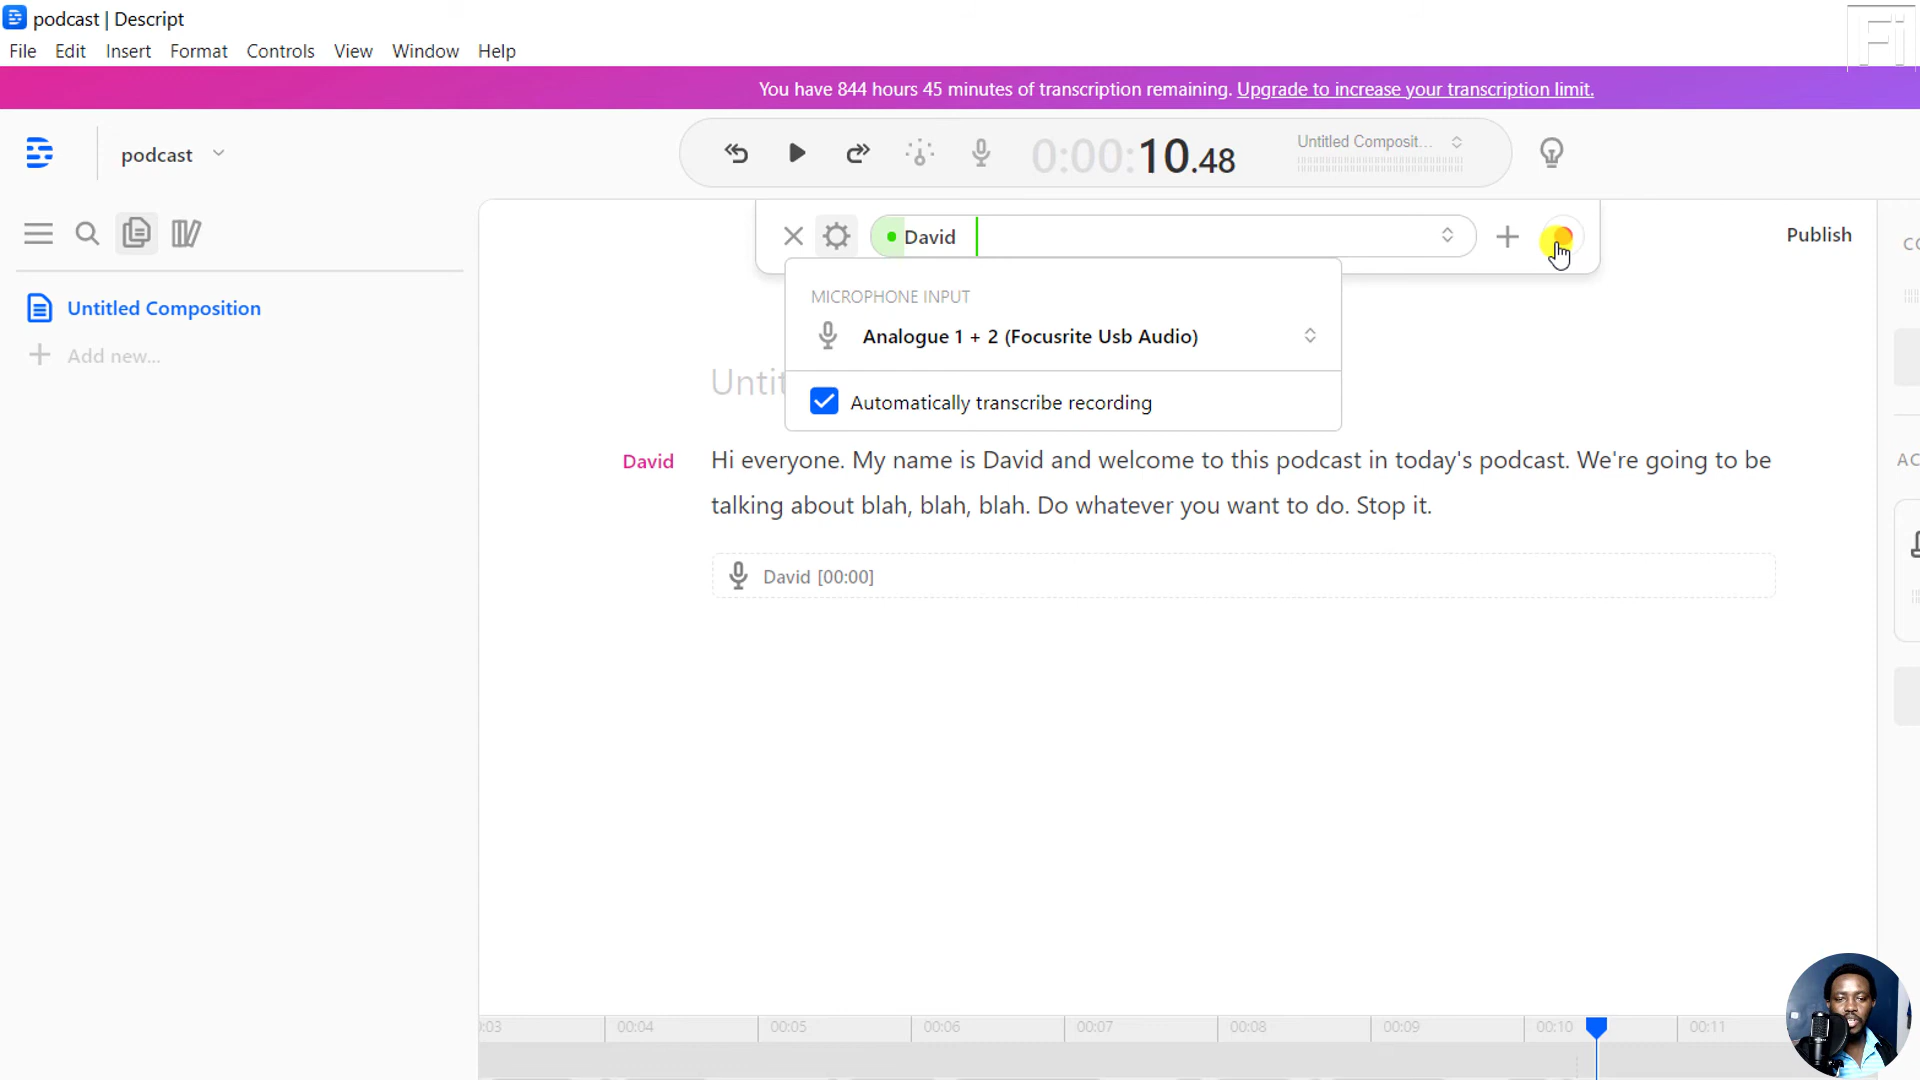 podcast | Descript
Fi
File Edit Insert Format Controls View Window Help
You have 844 hours 45 minutes of transcription remaining. Upgrade to increase your transcription limit.
podcast
0:00:10.48
Untitled Composit...
David
Publish
MICROPHONE INPUT
Analogue 1 + 2 (Focusrite Usb Audio)
Automatically transcribe recording
Untitled Composition
Add new...
Untit
David
Hi everyone. My name is David and welcome to this podcast in today's podcast. We're going to be
talking about blah, blah, blah. Do whatever you want to do. Stop it.
David [00:00]
CO
AC
:03 00:04 00:05 00:06 00:07 00:08 00:09 00:10 00:11